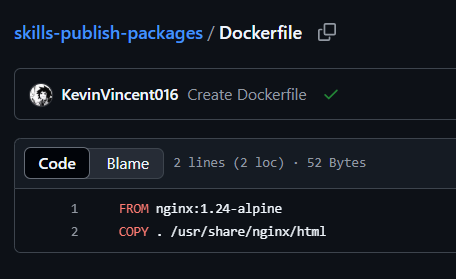 skills-publish-packages / Dockerfile
KevinVincent016 Create Dockerfile
Code Blame 2 lines (2 loc) · 52 Bytes
1 FROM nginx:1.24-alpine
2 COPY . /usr/share/nginx/html